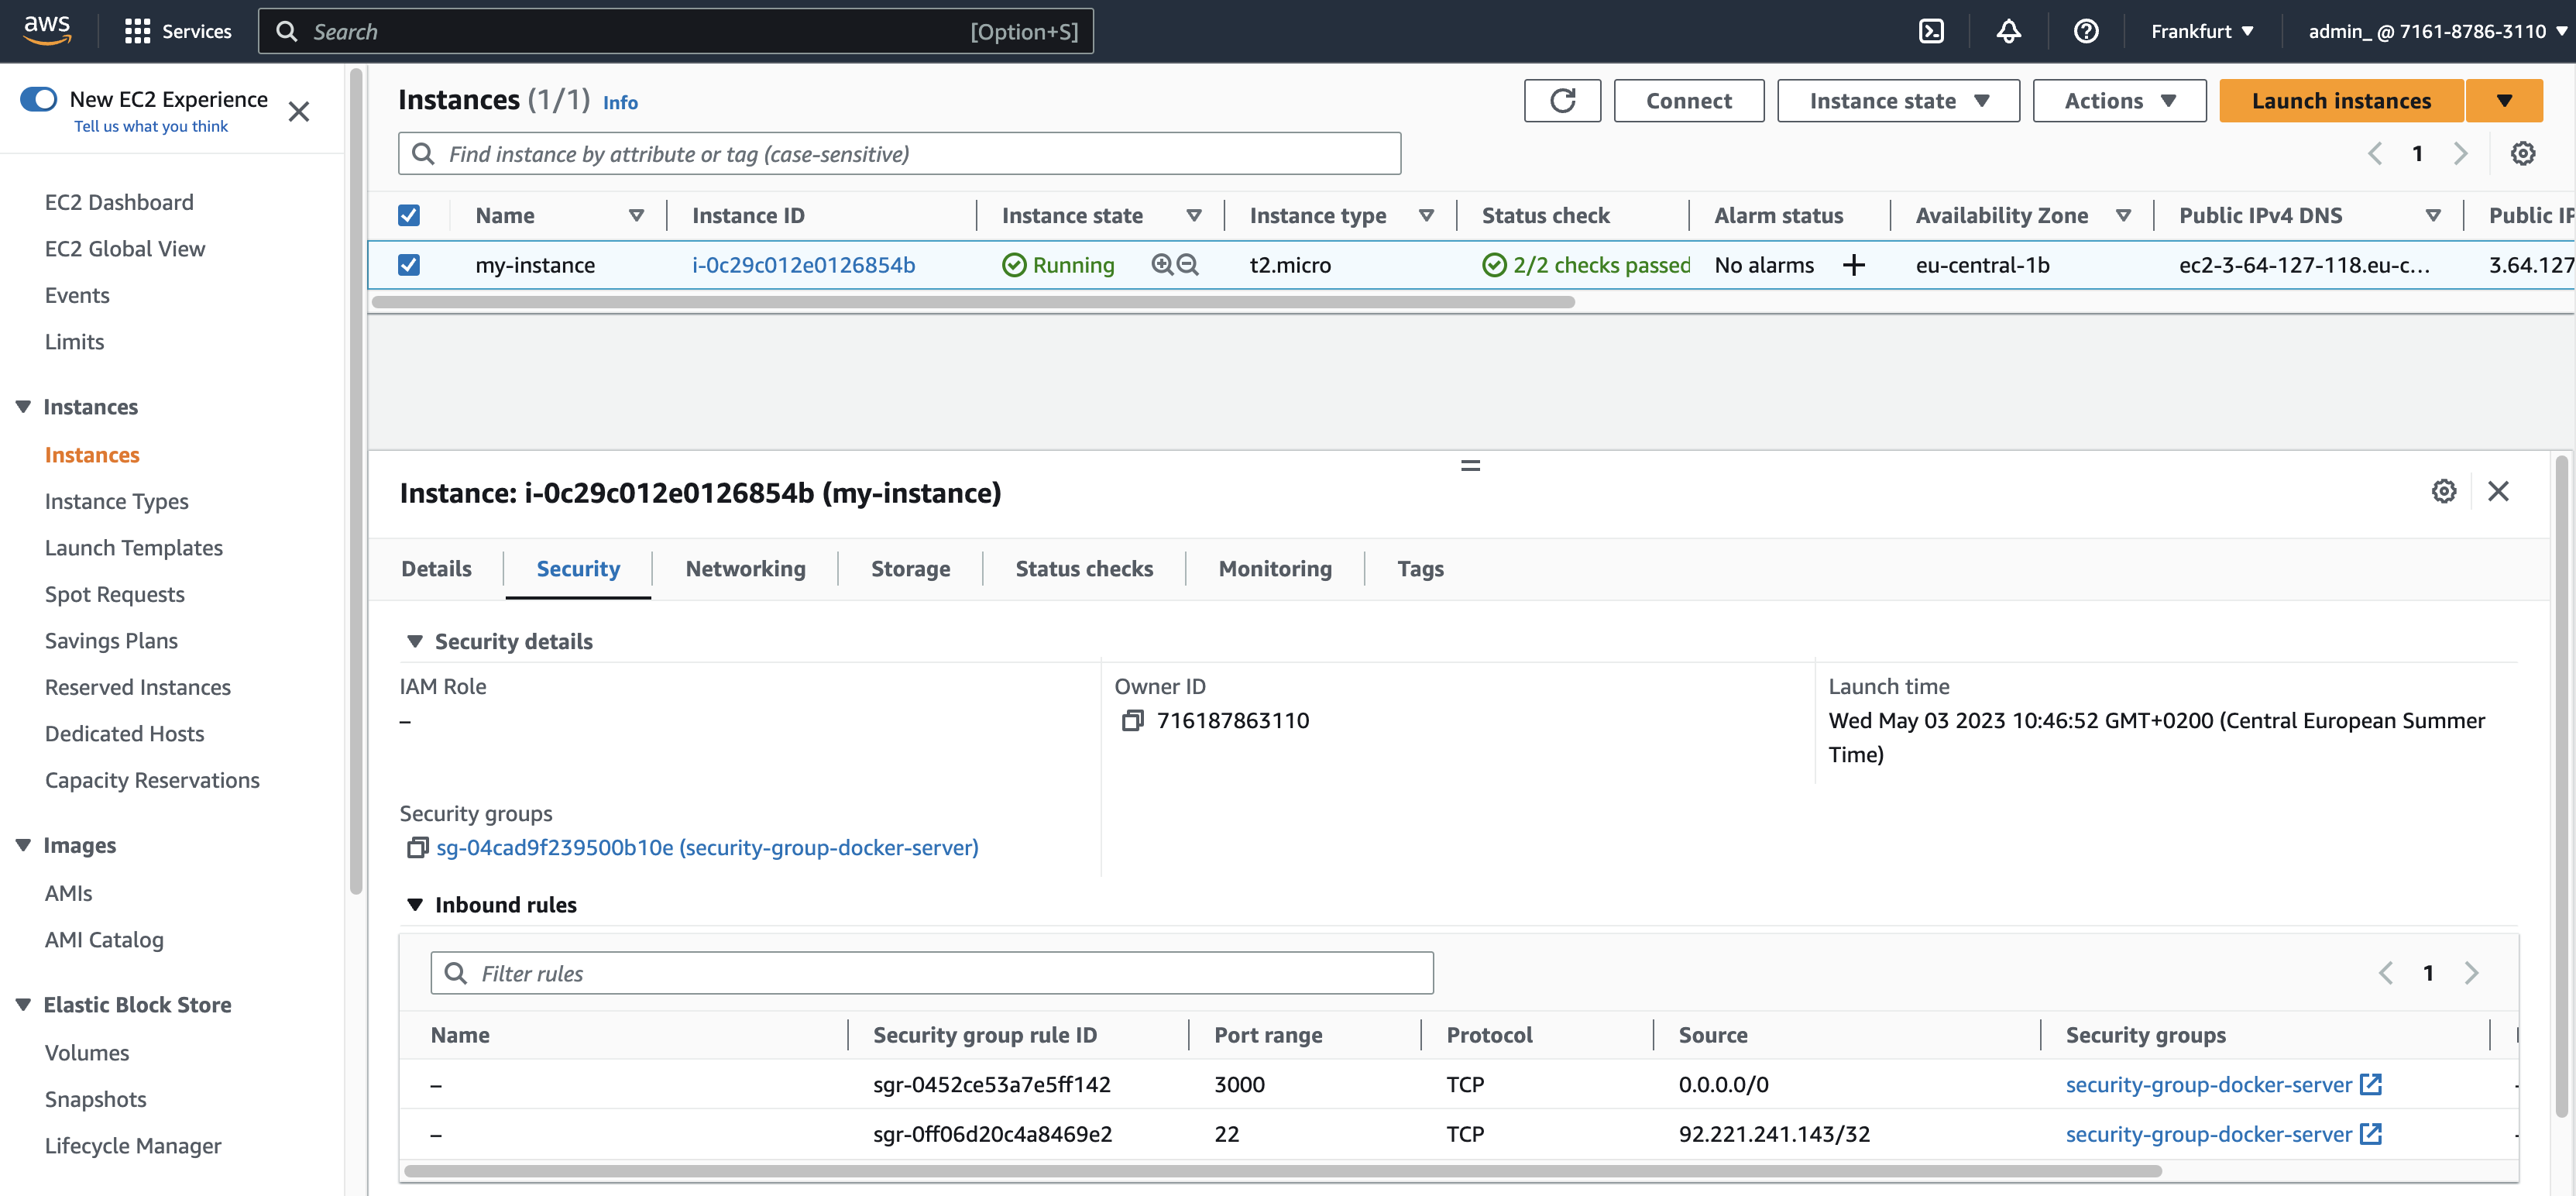 aws
Services
Search [Option+S]
Frankfurt
admin_ @ 7161-8786-3110
New EC2 Experience
Tell us what you think
EC2 Dashboard
EC2 Global View
Events
Limits
Instances
Instances
Instance Types
Launch Templates
Spot Requests
Savings Plans
Reserved Instances
Dedicated Hosts
Capacity Reservations
Images
AMIs
AMI Catalog
Elastic Block Store
Volumes
Snapshots
Lifecycle Manager
Instances (1/1) Info
Connect
Instance state
Actions
Launch instances
Find instance by attribute or tag (case-sensitive)
1
Name Instance ID Instance state Instance type Status check Alarm status Availability Zone Public IPv4 DNS Public IP
my-instance i-0c29c012e0126854b Running t2.micro 2/2 checks passed No alarms + eu-central-1b ec2-3-64-127-118.eu-c... 3.64.127
Instance: i-0c29c012e0126854b (my-instance)
Details Security Networking Storage Status checks Monitoring Tags
Security details
IAM Role
–
Owner ID
716187863110
Launch time
Wed May 03 2023 10:46:52 GMT+0200 (Central European Summer
Time)
Security groups
sg-04cad9f239500b10e (security-group-docker-server)
Inbound rules
Filter rules
1
Name Security group rule ID Port range Protocol Source Security groups
– sgr-0452ce53a7e5ff142 3000 TCP 0.0.0.0/0 security-group-docker-server
– sgr-0ff06d20c4a8469e2 22 TCP 92.221.241.143/32 security-group-docker-server